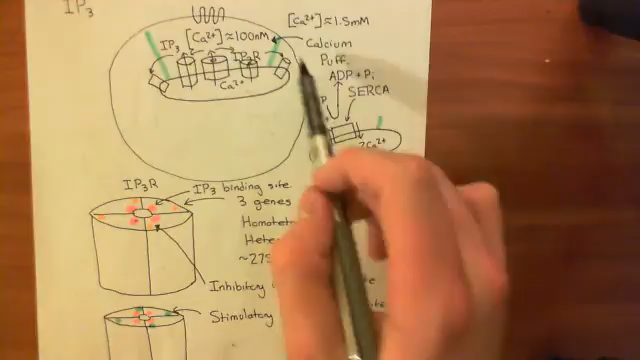 IP3
[Ca²⁺] ≈ 1.5mM
[Ca²⁺] ≈ 100nM
IP3
IP3R
Calcium
Puff.
Ca²⁺
ADP + Pi
SERCA
2Ca²⁺
IP3R
IP3 binding site
3 genes
Inhibitory
Stimulatory